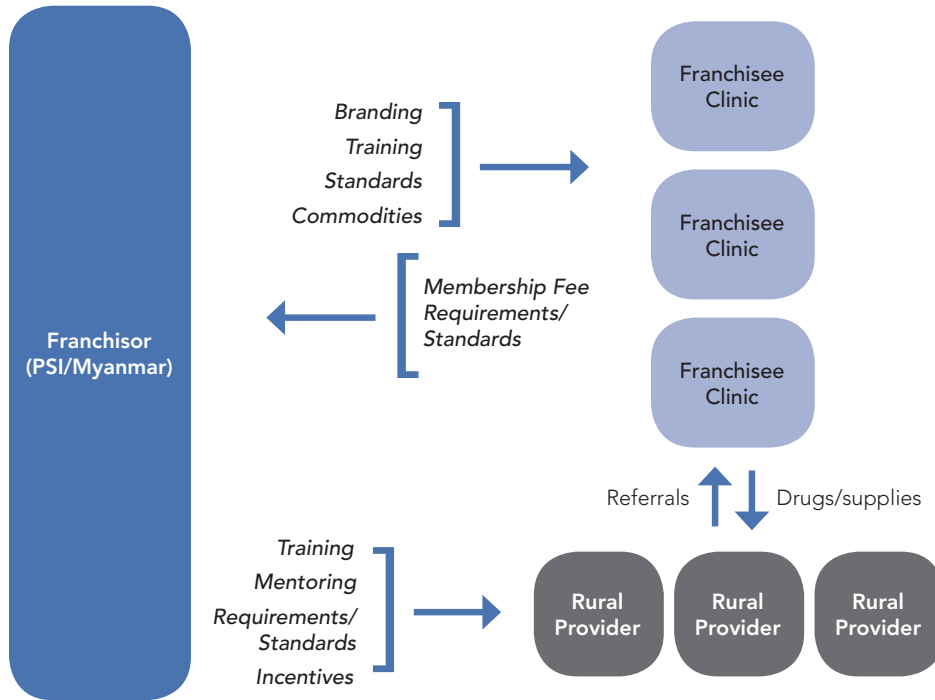 Franchisor
(PSI/Myanmar)
Branding
Training
Standards
Commodities
Membership Fee
Requirements/
Standards
Franchisee
Clinic
Franchisee
Clinic
Franchisee
Clinic
Referrals
Drugs/supplies
Training
Mentoring
Requirements/
Standards
Incentives
Rural
Provider
Rural
Provider
Rural
Provider